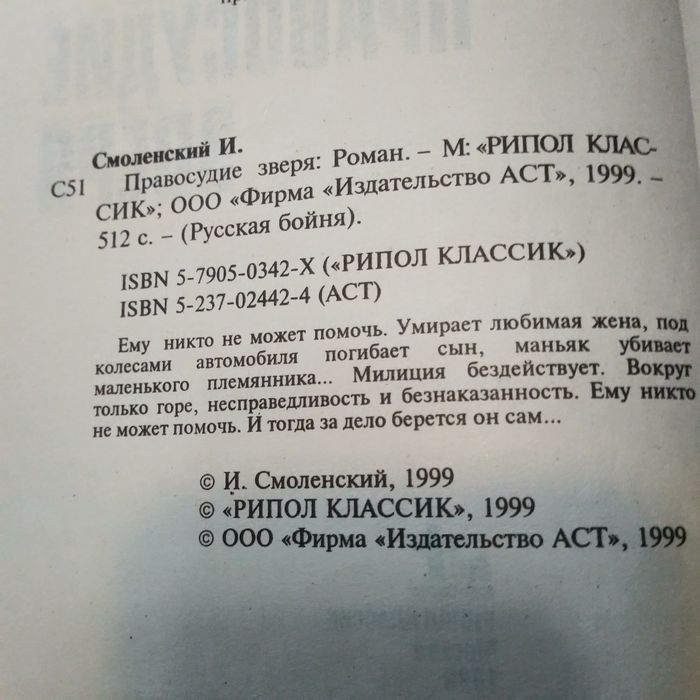 Смоленский И.
С51 Правосудие зверя: Роман. – М: «РИПОЛ КЛАС-
СИК»; ООО «Фирма «Издательство АСТ», 1999. –
512 с. – (Русская бойня).
ISBN 5-7905-0342-X («РИПОЛ КЛАССИК»)
ISBN 5-237-02442-4 (АСТ)
Ему никто не может помочь. Умирает любимая жена, под
колесами автомобиля погибает сын, маньяк убивает
маленького племянника... Милиция бездействует. Вокруг
только горе, несправедливость и безнаказанность. Ему никто
не может помочь. И тогда за дело берется он сам...
© И. Смоленский, 1999
© «РИПОЛ КЛАССИК», 1999
© ООО «Фирма «Издательство АСТ», 1999